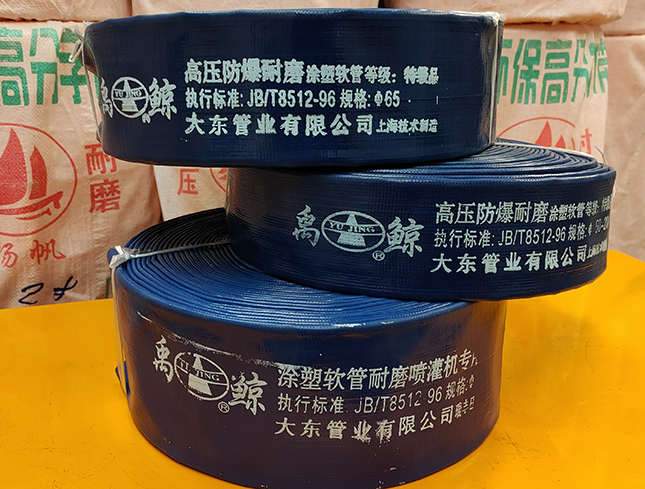 高压防爆耐磨 涂塑软管等级：特级品
禹 YU JING 鲸
执行标准: JB/T8512-96 规格: Φ65
大东管业有限公司 上海技术制造
高压防爆耐磨 涂塑软管等级:
禹 YU JING ® 鲸
执行标准: JB/T8512-96 规格: Φ
大东管业有限公司
涂塑软管耐磨喷灌机专
禹 YU JING ® 鲸
执行标准: JB/T8512 96 规格: Φ
大东管业有限公司
高分子
耐磨
扬帆
压
环保高分